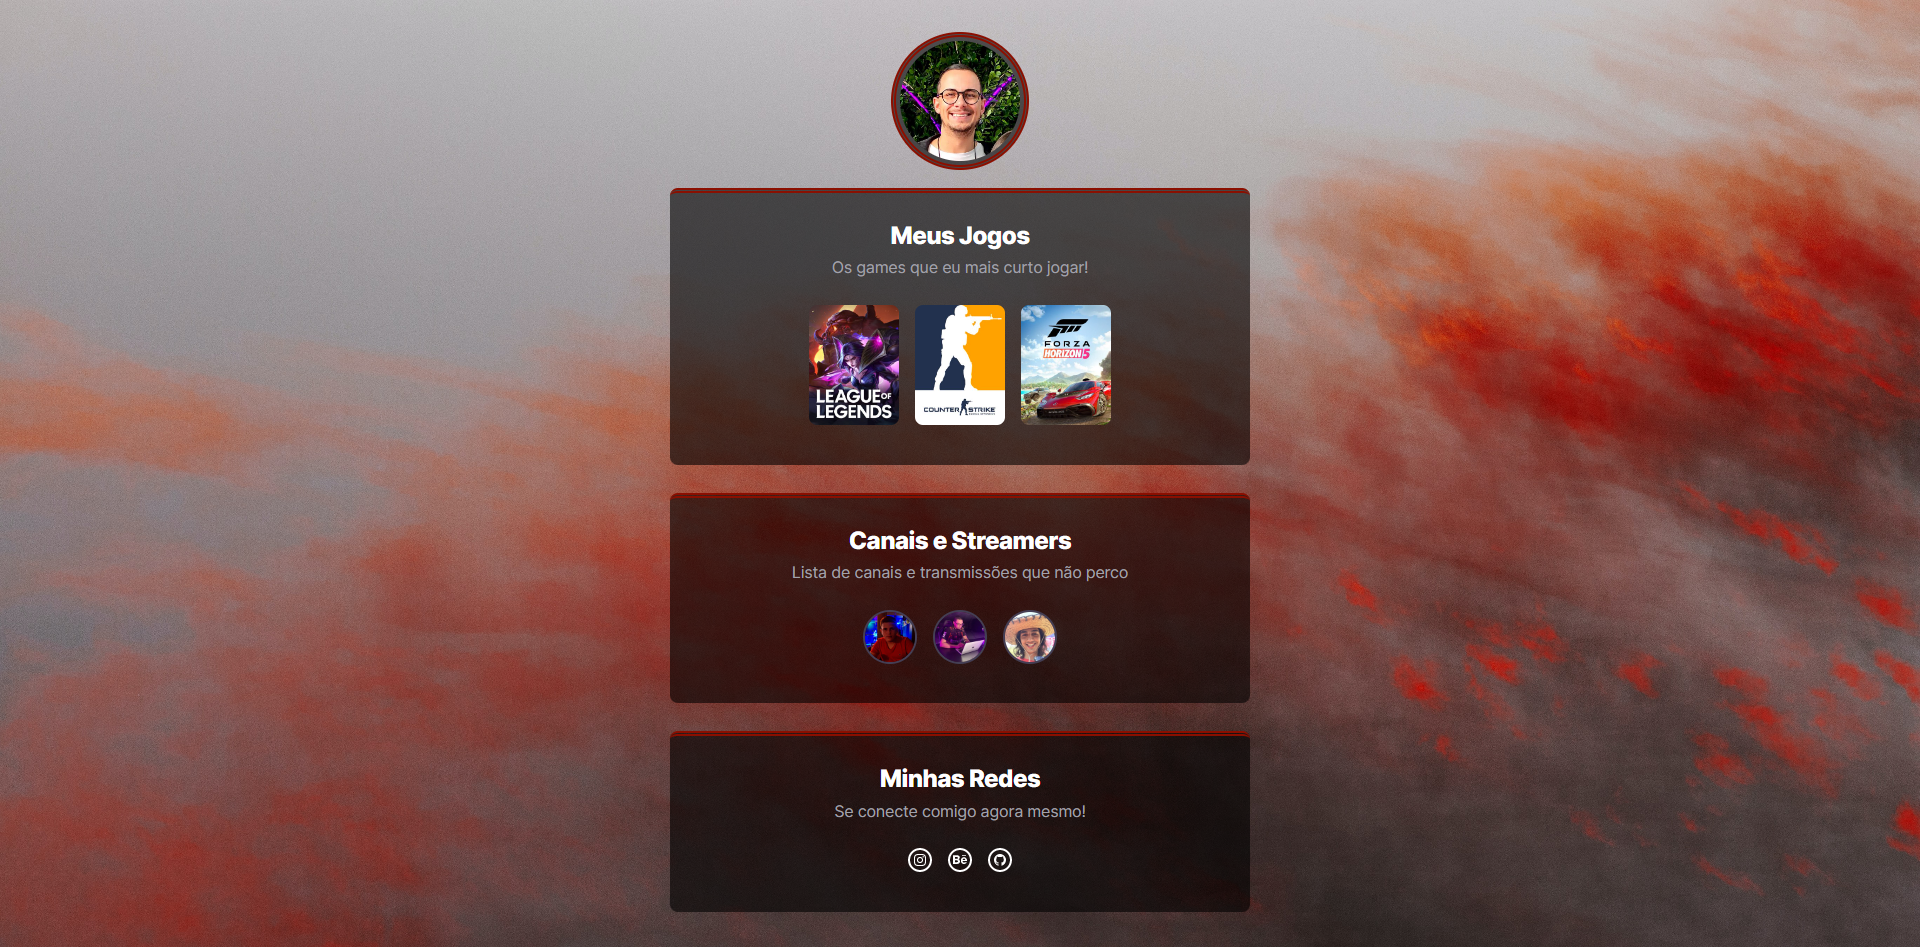 Meus Jogos
Os games que eu mais curto jogar!
LEAGUE OF
LEGENDS
COUNTER STRIKE
FORZA
HORIZON 5
Canais e Streamers
Lista de canais e transmissões que não perco
Minhas Redes
Se conecte comigo agora mesmo!
Bē